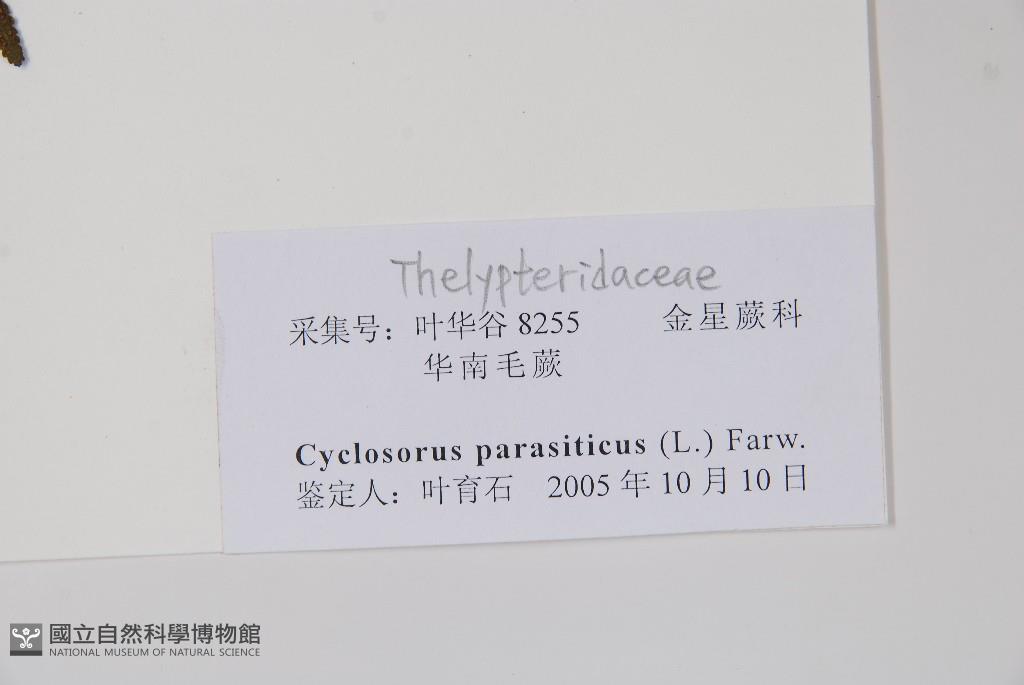 Thelypteridaceae
采集号：叶华谷 8255 金星蕨科
华南毛蕨
Cyclosorus parasiticus (L.) Farw.
鉴定人：叶育石 2005 年 10 月 10 日
國立自然科學博物館
NATIONAL MUSEUM OF NATURAL SCIENCE